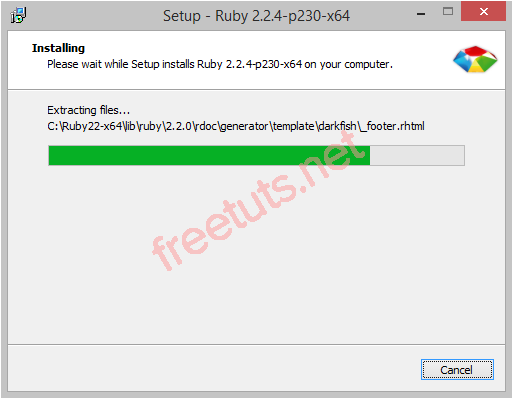 Setup - Ruby 2.2.4-p230-x64
Installing
Please wait while Setup installs Ruby 2.2.4-p230-x64 on your computer.
Extracting files...
C:\Ruby22-x64\lib\ruby\2.2.0\rdoc\generator\template\darkfish\_footer.rhtml
freetuts.net
Cancel